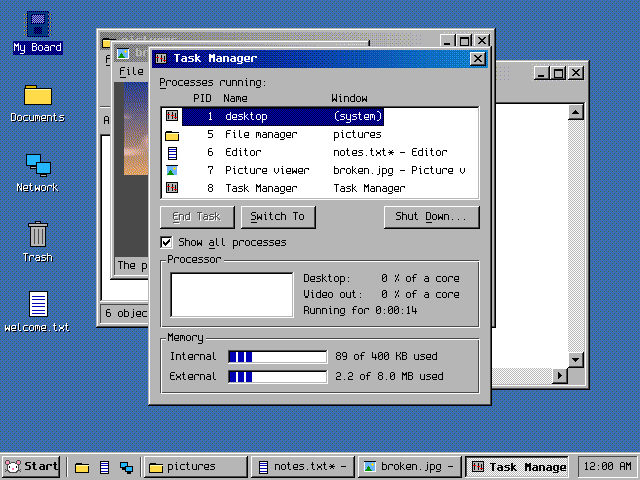 My Board
Documents
Network
Trash
welcome.txt
pictures
File
Task Manager
Processes running:
PID Name Window
1 desktop (system)
5 File manager pictures
6 Editor notes.txt* - Editor
7 Picture viewer broken.jpg - Picture v
8 Task Manager Task Manager
End Task Switch To Shut Down...
Show all processes
Processor
Desktop: 0 % of a core
Video out: 0 % of a core
Running for 0:00:14
Memory
Internal 89 of 400 KB used
External 2.2 of 8.0 MB used
The p
6 objec
Start pictures notes.txt* - broken.jpg - Task Manage 12:00 AM